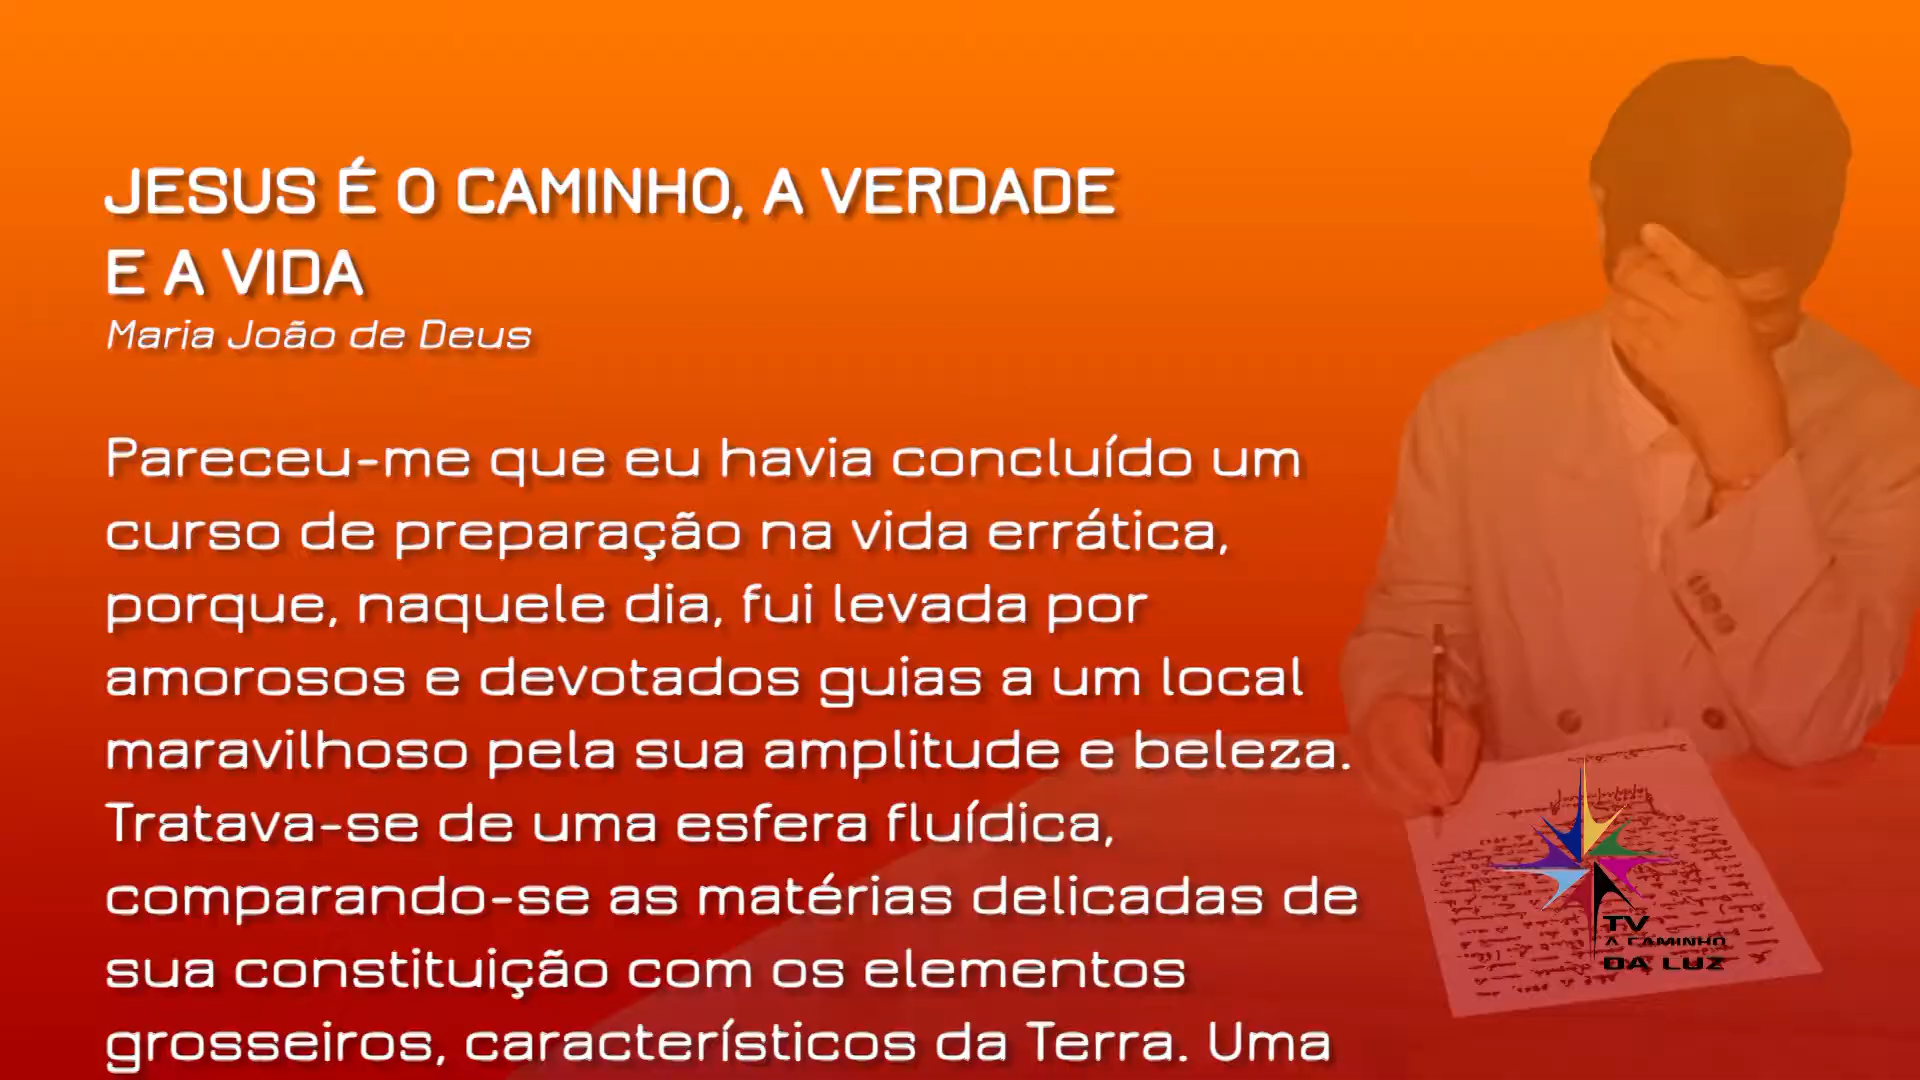 JESUS É O CAMINHO, A VERDADE
E A VIDA
Maria João de Deus
Pareceu-me que eu havia concluído um
curso de preparação na vida errática,
porque, naquele dia, fui levada por
amorosos e devotados guias a um local
maravilhoso pela sua amplitude e beleza.
Tratava-se de uma esfera fluídica,
comparando-se as matérias delicadas de
sua constituição com os elementos
grosseiros, característicos da Terra. Uma
TV
A CAMINHO
DA LUZ